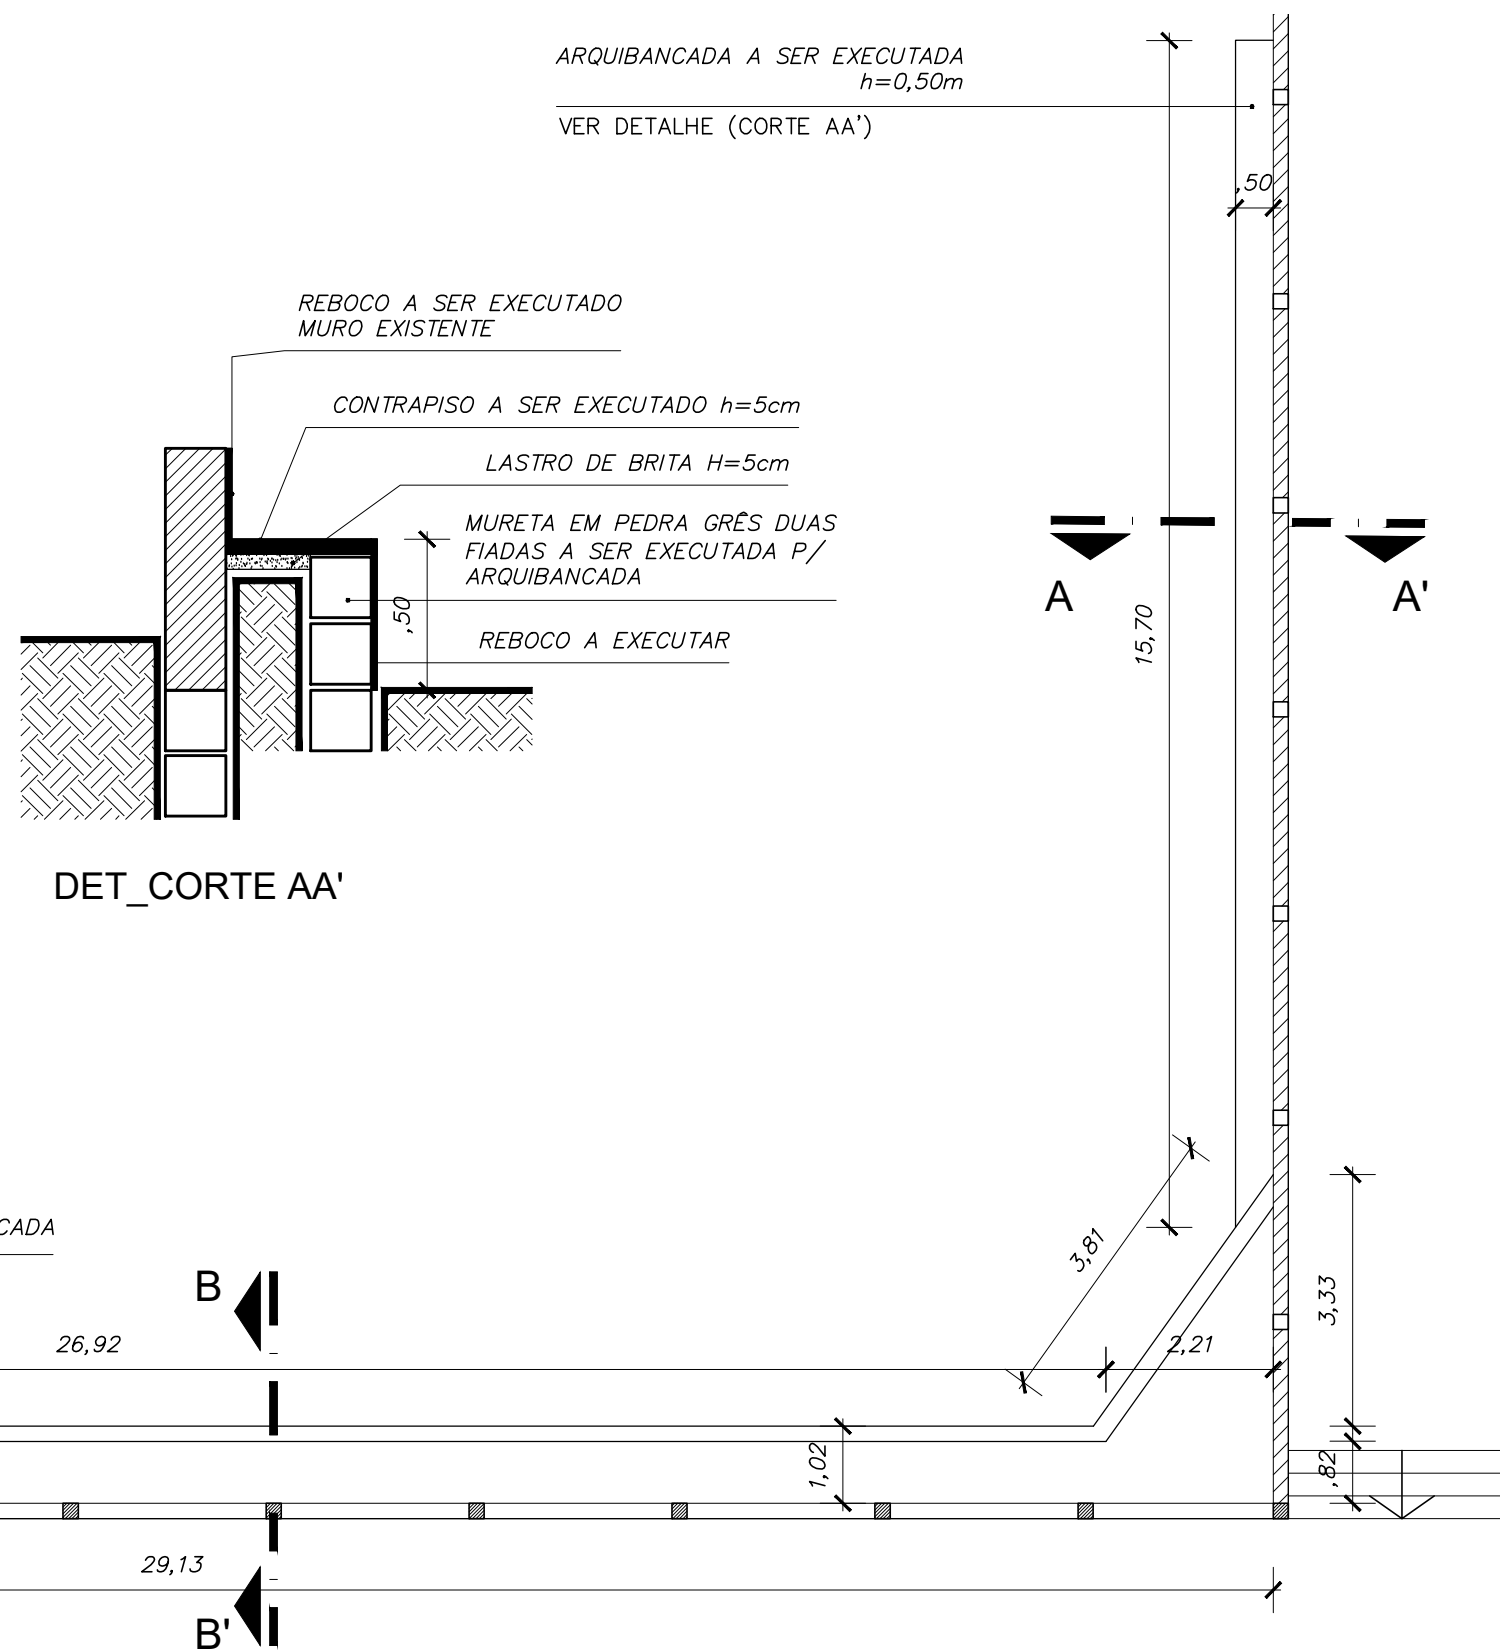 ARQUIBANCADA A SER EXECUTADA
h=0,50m
VER DETALHE (CORTE AA')
,50
REBOCO A SER EXECUTADO
MURO EXISTENTE
CONTRAPISO A SER EXECUTADO h=5cm
LASTRO DE BRITA H=5cm
MURETA EM PEDRA GRÊS DUAS
FIADAS A SER EXECUTADA P/
ARQUIBANCADA
,50
REBOCO A EXECUTAR
A
A'
15,70
DET_CORTE AA'
CADA
3,81
B
26,92
2,21
3,33
1,02
,82
29,13
B'